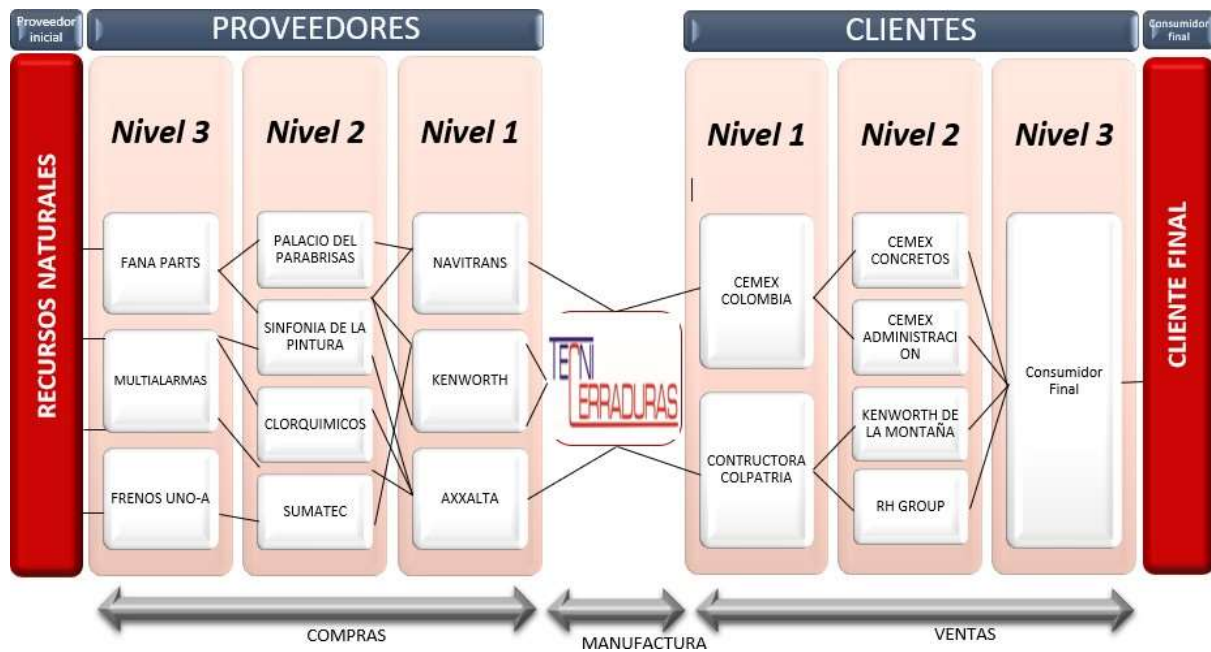 Proveedor
inicial
PROVEEDORES
CLIENTES
Consumidor
final
RECURSOS NATURALES
Nivel 3
Nivel 2
Nivel 1
Nivel 1
Nivel 2
Nivel 3
CLIENTE FINAL
FANA PARTS
MULTIALARMAS
FRENOS UNO-A
PALACIO DEL
PARABRISAS
SINFONIA DE LA
PINTURA
CLORQUIMICOS
SUMATEC
NAVITRANS
KENWORTH
AXXALTA
TECNI
CERRADURAS
CEMEX
COLOMBIA
CONTRUCTORA
COLPATRIA
CEMEX
CONCRETOS
CEMEX
ADMINISTRACI
ON
KENWORTH DE
LA MONTAÑA
RH GROUP
Consumidor
Final
COMPRAS
MANUFACTURA
VENTAS